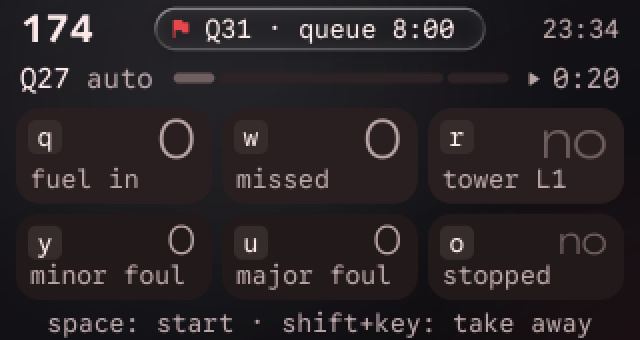 174 Q31 · queue 8:00 23:34
Q27 auto 0:20
q 0 w 0 r no
fuel in missed tower L1
y 0 u 0 o no
minor foul major foul stopped
space: start · shift+key: take away